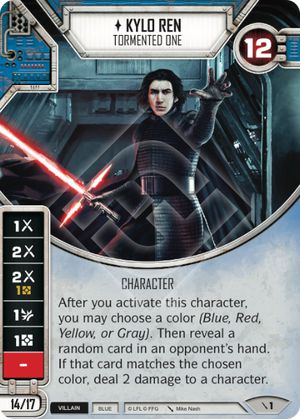 KYLO REN
TORMENTED ONE
12
1
2
2
1
1
1
-
CHARACTER
After you activate this character,
you may choose a color (Blue, Red,
Yellow, or Gray). Then reveal a
random card in an opponent's hand.
If that card matches the chosen
color, deal 2 damage to a character.
14/17
VILLAIN
BLUE
© LFL © FFG
Mike Nash
1